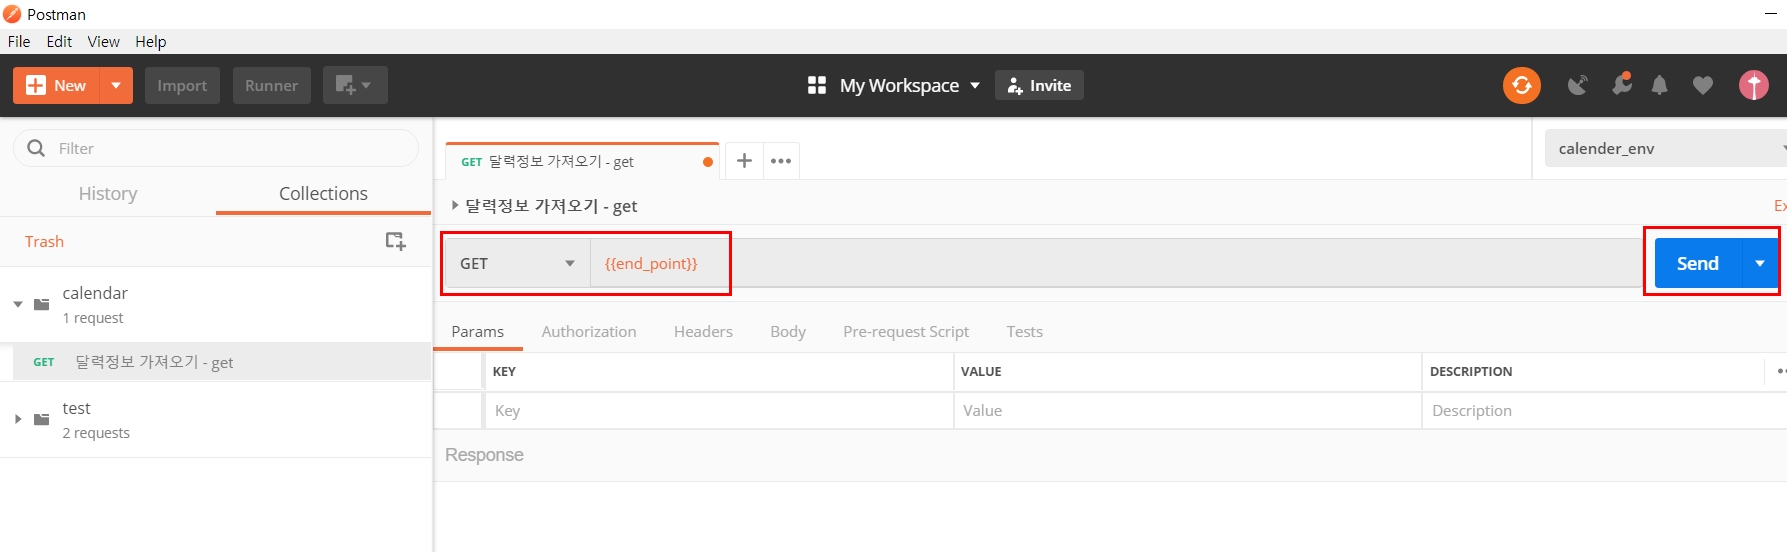 Postman
File Edit View Help
New Import Runner My Workspace Invite
Filter
History Collections
Trash
calendar
1 request
GET 달력정보 가져오기 - get
test
2 requests
GET 달력정보 가져오기 - get
calender_env
달력정보 가져오기 - get
Ex
GET {{end_point}} Send
Params Authorization Headers Body Pre-request Script Tests
KEY VALUE DESCRIPTION
Key Value Description
Response